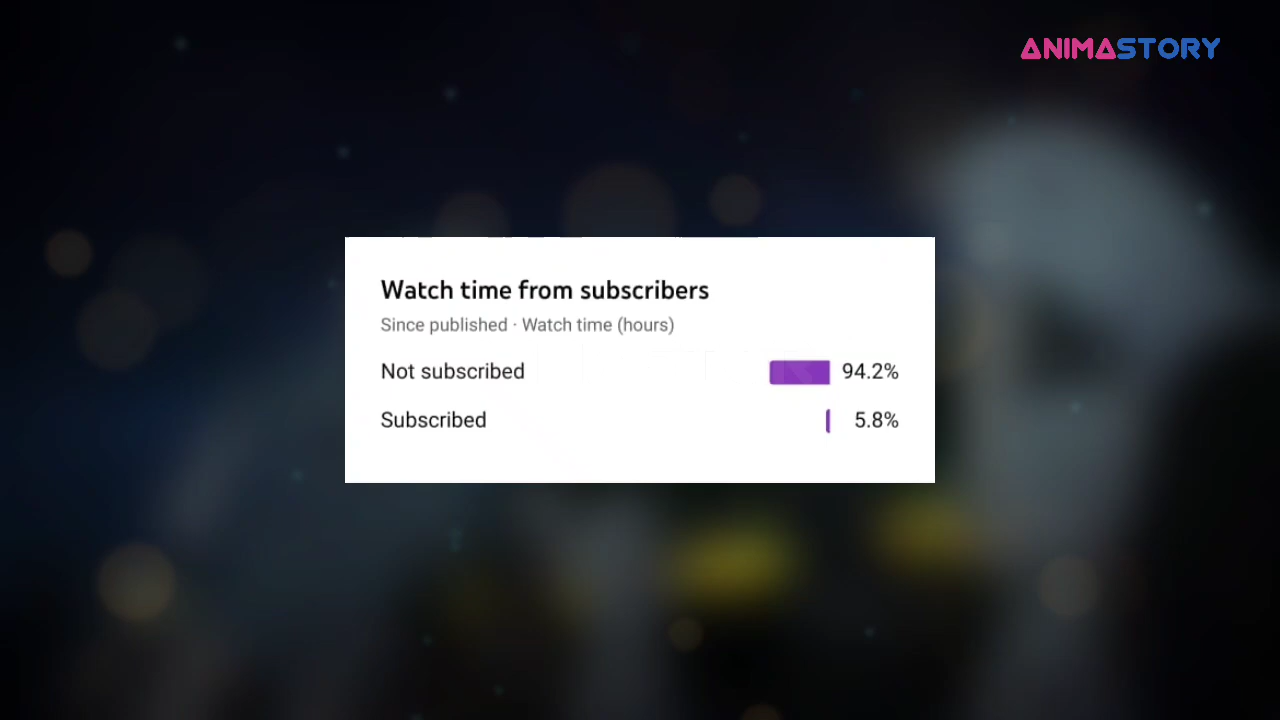 ANIMASTORY
Watch time from subscribers
Since published · Watch time (hours)
Not subscribed 94.2%
Subscribed 5.8%